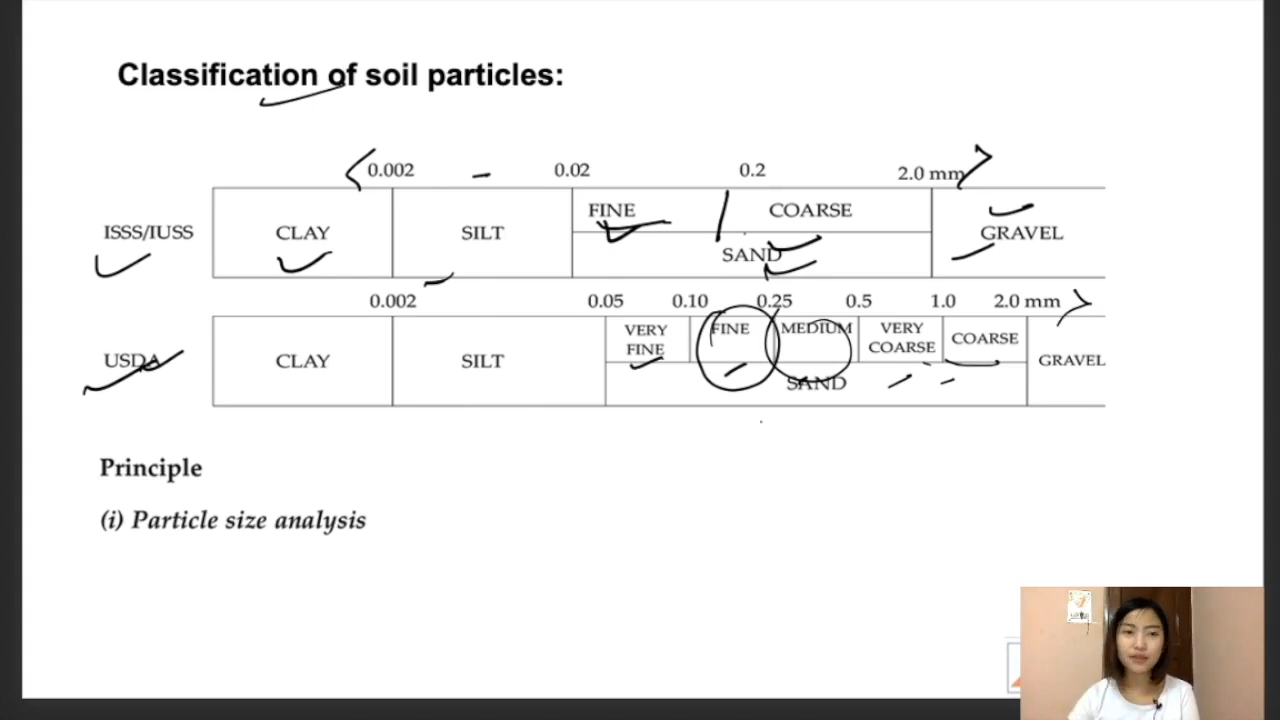 Classification of soil particles:
0.002 0.02 0.2 2.0 mm
ISSS/IUSS CLAY SILT FINE COARSE GRAVEL
SAND
0.002 0.05 0.10 0.25 0.5 1.0 2.0 mm
USDA CLAY SILT VERY FINE FINE MEDIUM VERY COARSE COARSE GRAVEL
SAND
Principle
(i) Particle size analysis